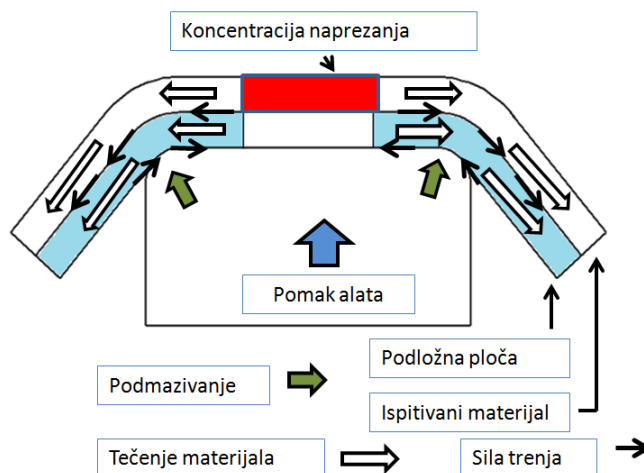 Koncentracija naprezanja
Pomak alata
Podložna ploča
Podmazivanje
Ispitivani materijal
Tečenje materijala
Sila trenja